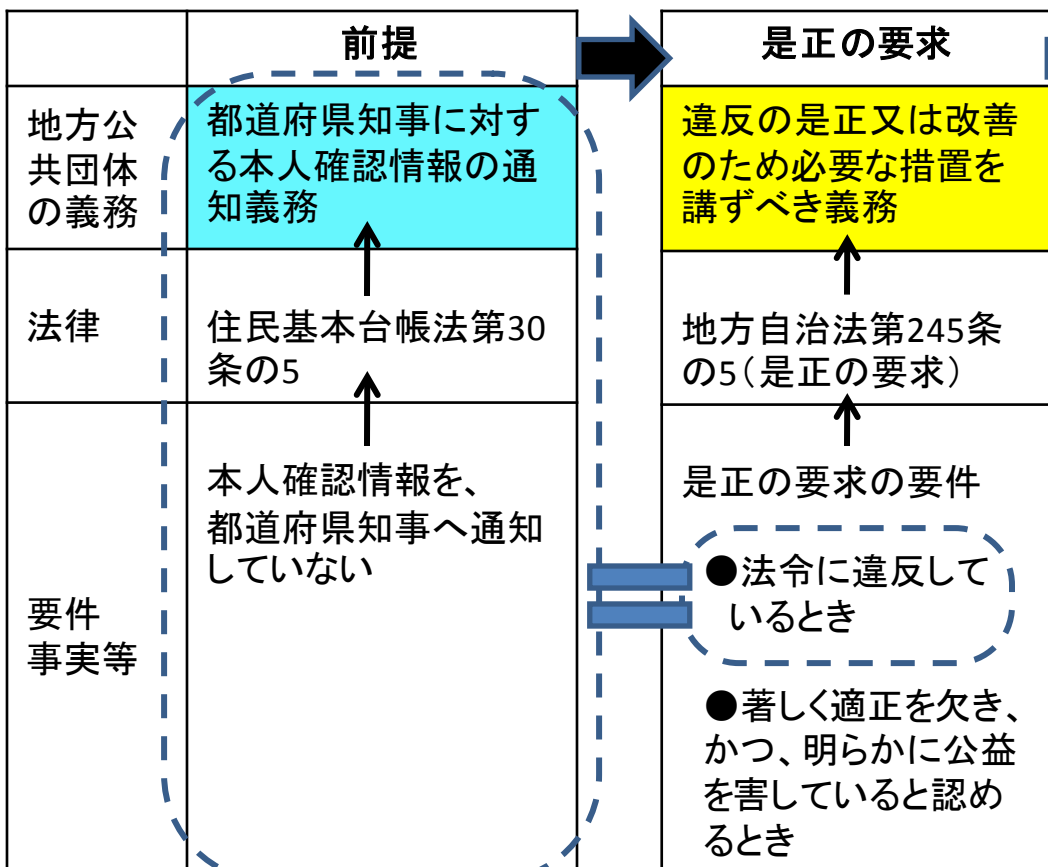 前提
是正の要求
地方公
共団体
の義務
都道府県知事に対す
る本人確認情報の通
知義務
違反の是正又は改善
のため必要な措置を
講ずべき義務
法律
住民基本台帳法第30
条の5
地方自治法第245条
の5(是正の要求)
要件
事実等
本人確認情報を、
都道府県知事へ通知
していない
是正の要求の要件
●法令に違反して
いるとき
●著しく適正を欠き、
かつ、明らかに公益
を害していると認め
るとき